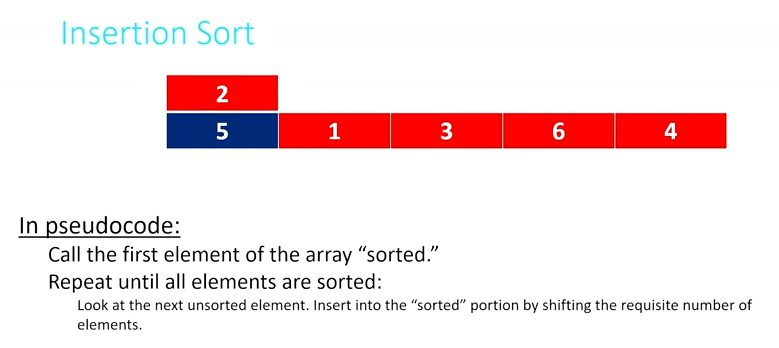 Insertion Sort
2
5 1 3 6 4
In pseudocode:
Call the first element of the array “sorted.”
Repeat until all elements are sorted:
Look at the next unsorted element. Insert into the “sorted” portion by shifting the requisite number of
elements.